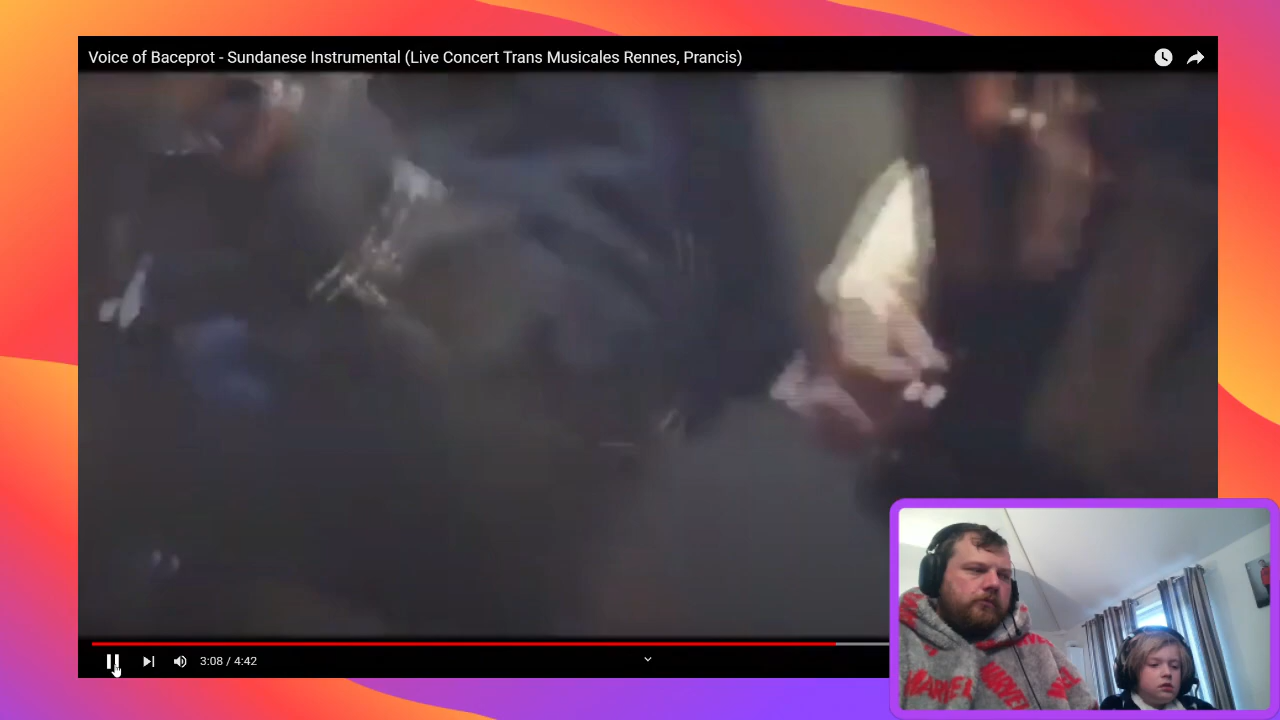 Voice of Baceprot - Sundanese Instrumental (Live Concert Trans Musicales Rennes, Prancis)
3:08 / 4:42
MARVEL
MARVEL